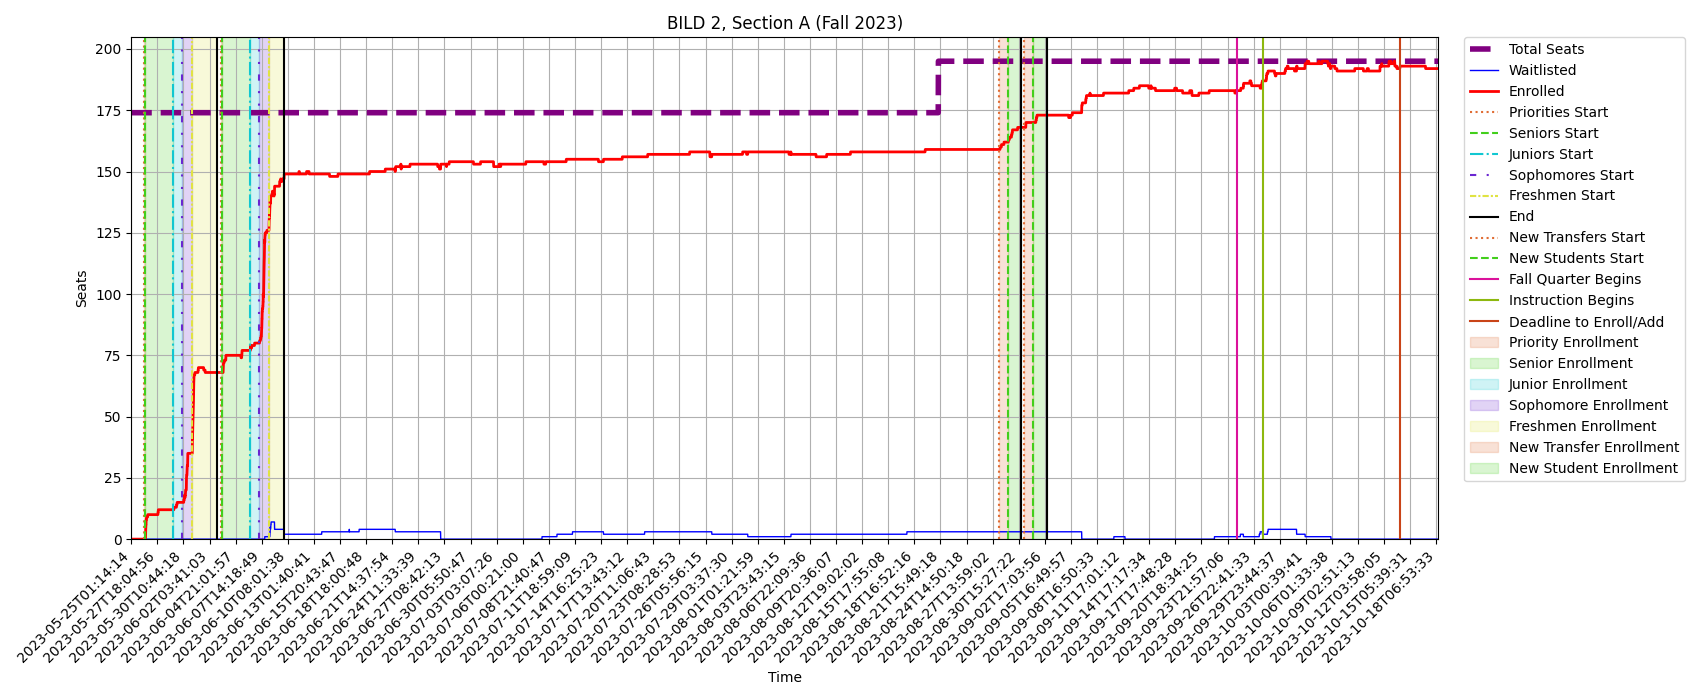 BILD 2, Section A (Fall 2023)
Seats
200
175
150
125
100
75
50
25
0
2023-05-25T01:14:14
2023-05-27T18:04:56
2023-05-30T10:44:18
2023-06-02T03:41:03
2023-06-04T21:01:57
2023-06-07T14:18:49
2023-06-10T08:01:38
2023-06-13T01:40:41
2023-06-15T20:43:47
2023-06-18T18:00:48
2023-06-21T14:37:54
2023-06-24T11:33:39
2023-06-27T08:42:13
2023-06-30T05:50:47
2023-07-03T03:07:26
2023-07-06T00:21:00
2023-07-08T21:40:47
2023-07-11T18:59:09
2023-07-14T16:25:23
2023-07-17T13:43:12
2023-07-20T11:06:43
2023-07-23T08:28:53
2023-07-26T05:56:15
2023-07-29T03:37:30
2023-08-01T01:21:59
2023-08-03T22:43:15
2023-08-06T22:09:36
2023-08-09T20:36:07
2023-08-12T19:02:02
2023-08-15T17:55:08
2023-08-18T16:52:16
2023-08-21T15:49:18
2023-08-24T14:50:18
2023-08-27T13:59:02
2023-08-30T15:27:22
2023-09-02T17:03:56
2023-09-05T16:49:57
2023-09-08T16:50:33
2023-09-11T17:01:12
2023-09-14T17:17:34
2023-09-17T17:48:28
2023-09-20T18:34:25
2023-09-23T21:57:06
2023-09-26T22:41:33
2023-09-29T23:44:37
2023-10-03T00:39:41
2023-10-06T01:33:38
2023-10-09T02:51:13
2023-10-12T03:58:05
2023-10-15T05:39:31
2023-10-18T06:53:33
Time
Total Seats
Waitlisted
Enrolled
Priorities Start
Seniors Start
Juniors Start
Sophomores Start
Freshmen Start
End
New Transfers Start
New Students Start
Fall Quarter Begins
Instruction Begins
Deadline to Enroll/Add
Priority Enrollment
Senior Enrollment
Junior Enrollment
Sophomore Enrollment
Freshmen Enrollment
New Transfer Enrollment
New Student Enrollment